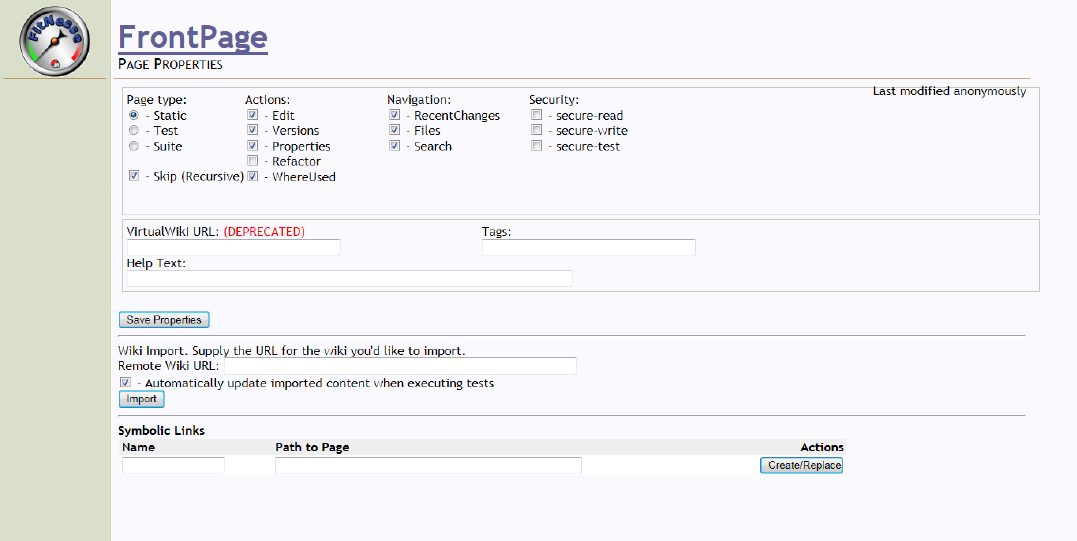 FitNesse
FrontPage
PAGE PROPERTIES
Last modified anonymously
Page type:
- Static
- Test
- Suite
- Skip (Recursive)
Actions:
- Edit
- Versions
- Properties
- Refactor
- WhereUsed
Navigation:
- RecentChanges
- Files
- Search
Security:
- secure-read
- secure-write
- secure-test
VirtualWiki URL: (DEPRECATED)
Tags:
Help Text:
Save Properties
Wiki Import. Supply the URL for the wiki you'd like to import.
Remote Wiki URL:
- Automatically update imported content when executing tests
Import
Symbolic Links
Name Path to Page Actions
Create/Replace